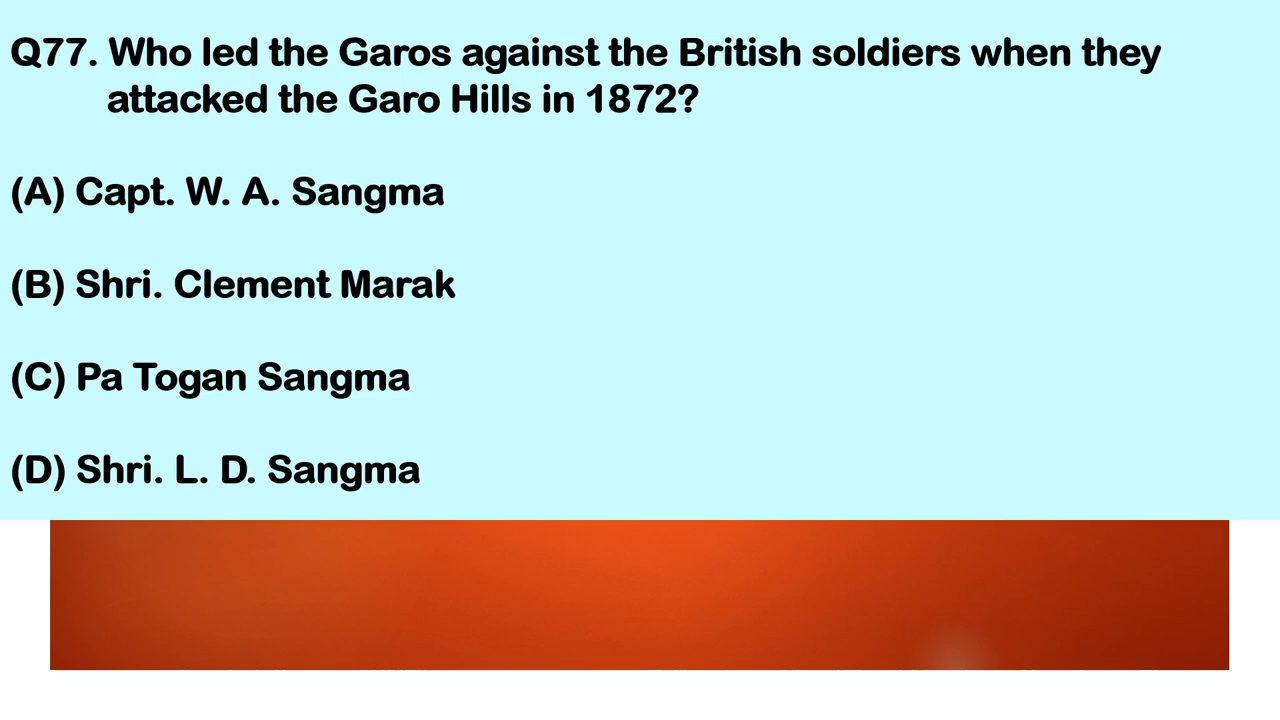 Q77. Who led the Garos against the British soldiers when they
attacked the Garo Hills in 1872?
(A) Capt. W. A. Sangma
(B) Shri. Clement Marak
(C) Pa Togan Sangma
(D) Shri. L. D. Sangma